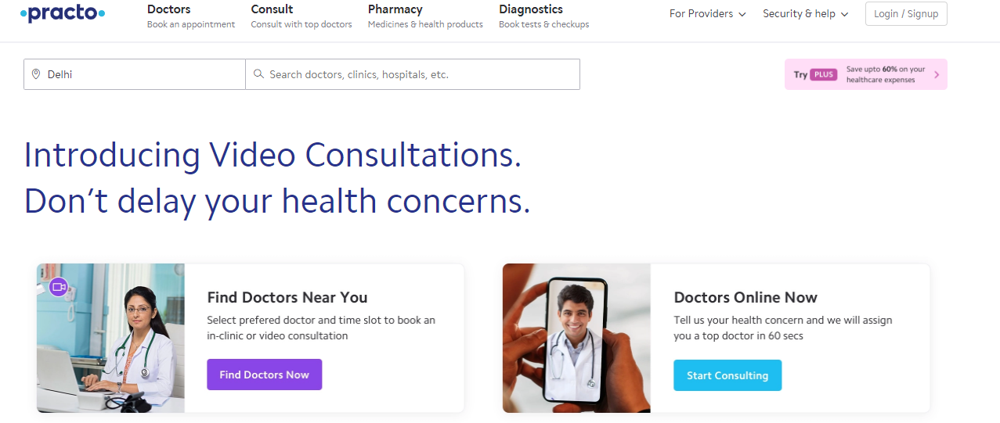 practo
Doctors
Book an appointment
Consult
Consult with top doctors
Pharmacy
Medicines & health products
Diagnostics
Book tests & checkups
For Providers
Security & help
Login / Signup
Delhi
Search doctors, clinics, hospitals, etc.
Try PLUS
Save upto 60% on your
healthcare expenses
Introducing Video Consultations.
Don’t delay your health concerns.
Find Doctors Near You
Select prefered doctor and time slot to book an
in-clinic or video consultation
Find Doctors Now
Doctors Online Now
Tell us your health concern and we will assign
you a top doctor in 60 secs
Start Consulting